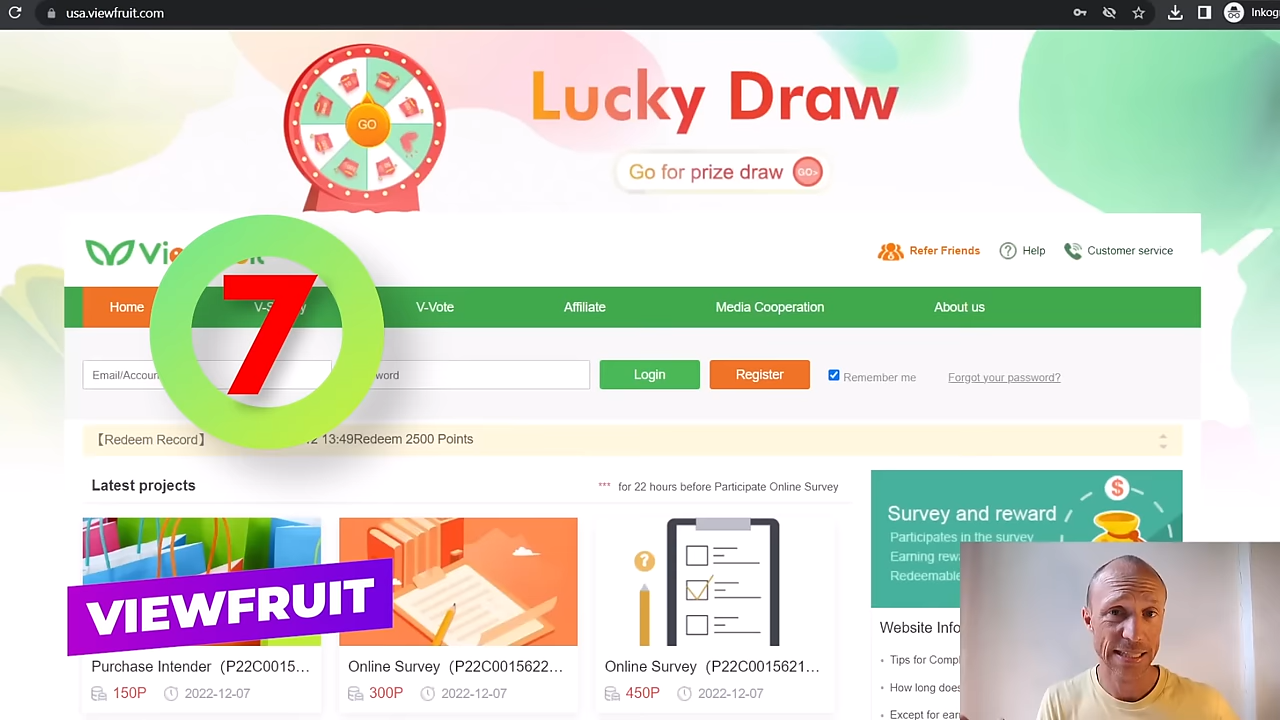 usa.viewfruit.com
Inkog
Lucky Draw
GO
Go for prize draw GO>
Refer Friends
Help
Customer service
7
Home
V-Vote
Affiliate
Media Cooperation
About us
Email/Accoun
word
Login
Register
Remember me
Forgot your password?
【Redeem Record】
2 13:49Redeem 2500 Points
Latest projects
*** for 22 hours before Participate Online Survey
$
Survey and reward
Participates in the survey
Earning rew
Redeemable
?
VIEWFRUIT
Website Info
Purchase Intender（P22C0015...
Online Survey（P22C0015622...
Online Survey（P22C0015621...
Tips for Compl
150P
2022-12-07
300P
2022-12-07
450P
2022-12-07
How long does
Except for ear